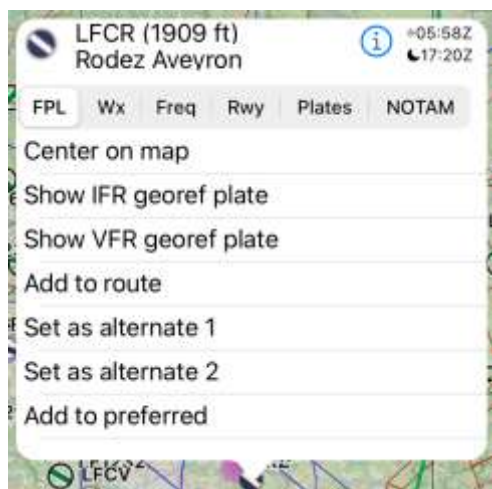 LFCR (1909 ft)
Rodez Aveyron
05:58Z
17:20Z
FPL Wx Freq Rwy Plates NOTAM
Center on map
Show IFR georef plate
Show VFR georef plate
Add to route
Set as alternate 1
Set as alternate 2
Add to preferred
LFCV